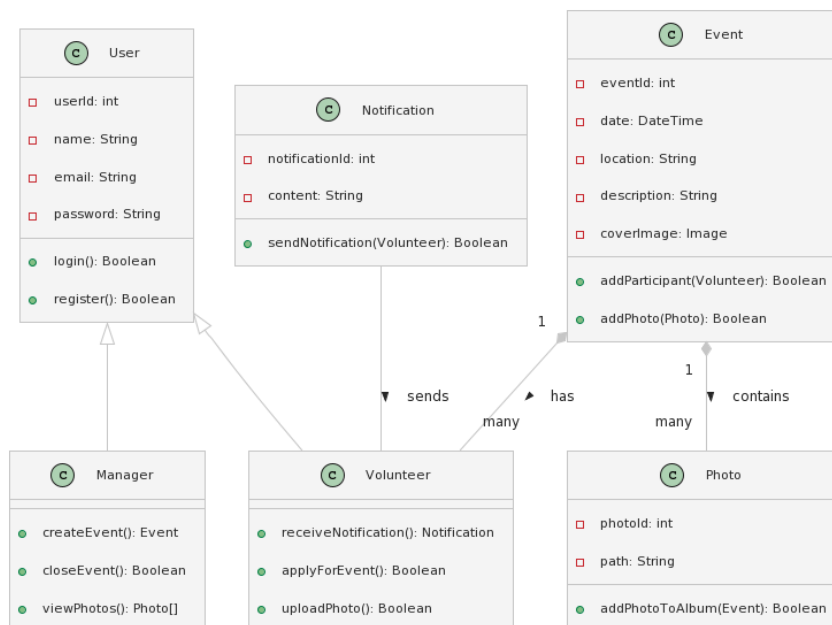 C User
userId: int
name: String
email: String
password: String
login(): Boolean
register(): Boolean
C Notification
notificationId: int
content: String
sendNotification(Volunteer): Boolean
C Event
eventId: int
date: DateTime
location: String
description: String
coverImage: Image
addParticipant(Volunteer): Boolean
addPhoto(Photo): Boolean
sends
1
has
many
1
contains
many
C Manager
createEvent(): Event
closeEvent(): Boolean
viewPhotos(): Photo[]
C Volunteer
receiveNotification(): Notification
applyForEvent(): Boolean
uploadPhoto(): Boolean
C Photo
photoId: int
path: String
addPhotoToAlbum(Event): Boolean